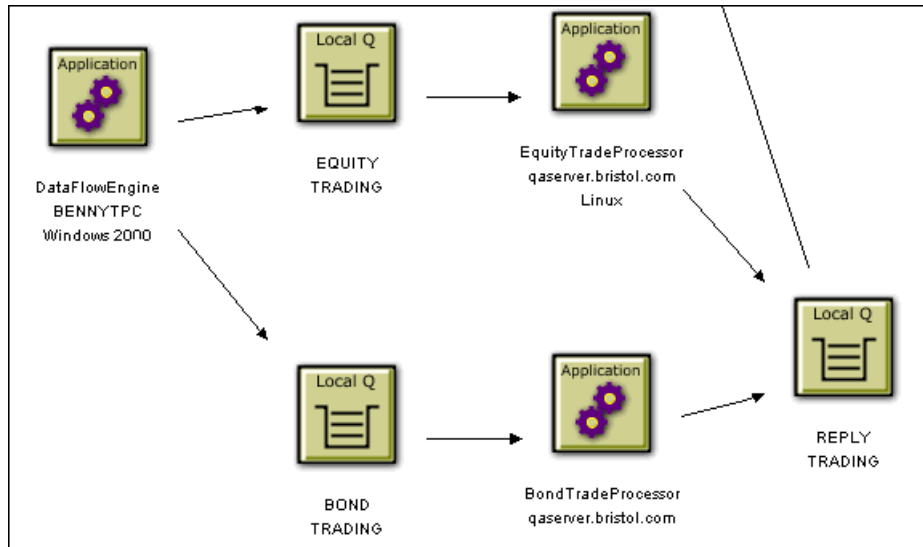 Application
DataFlowEngine
BENNYTPC
Windows 2000
Local Q
EQUITY
TRADING
Application
EquityTradeProcessor
qaserver.bristol.com
Linux
Local Q
BOND
TRADING
Application
BondTradeProcessor
qaserver.bristol.com
Local Q
REPLY
TRADING